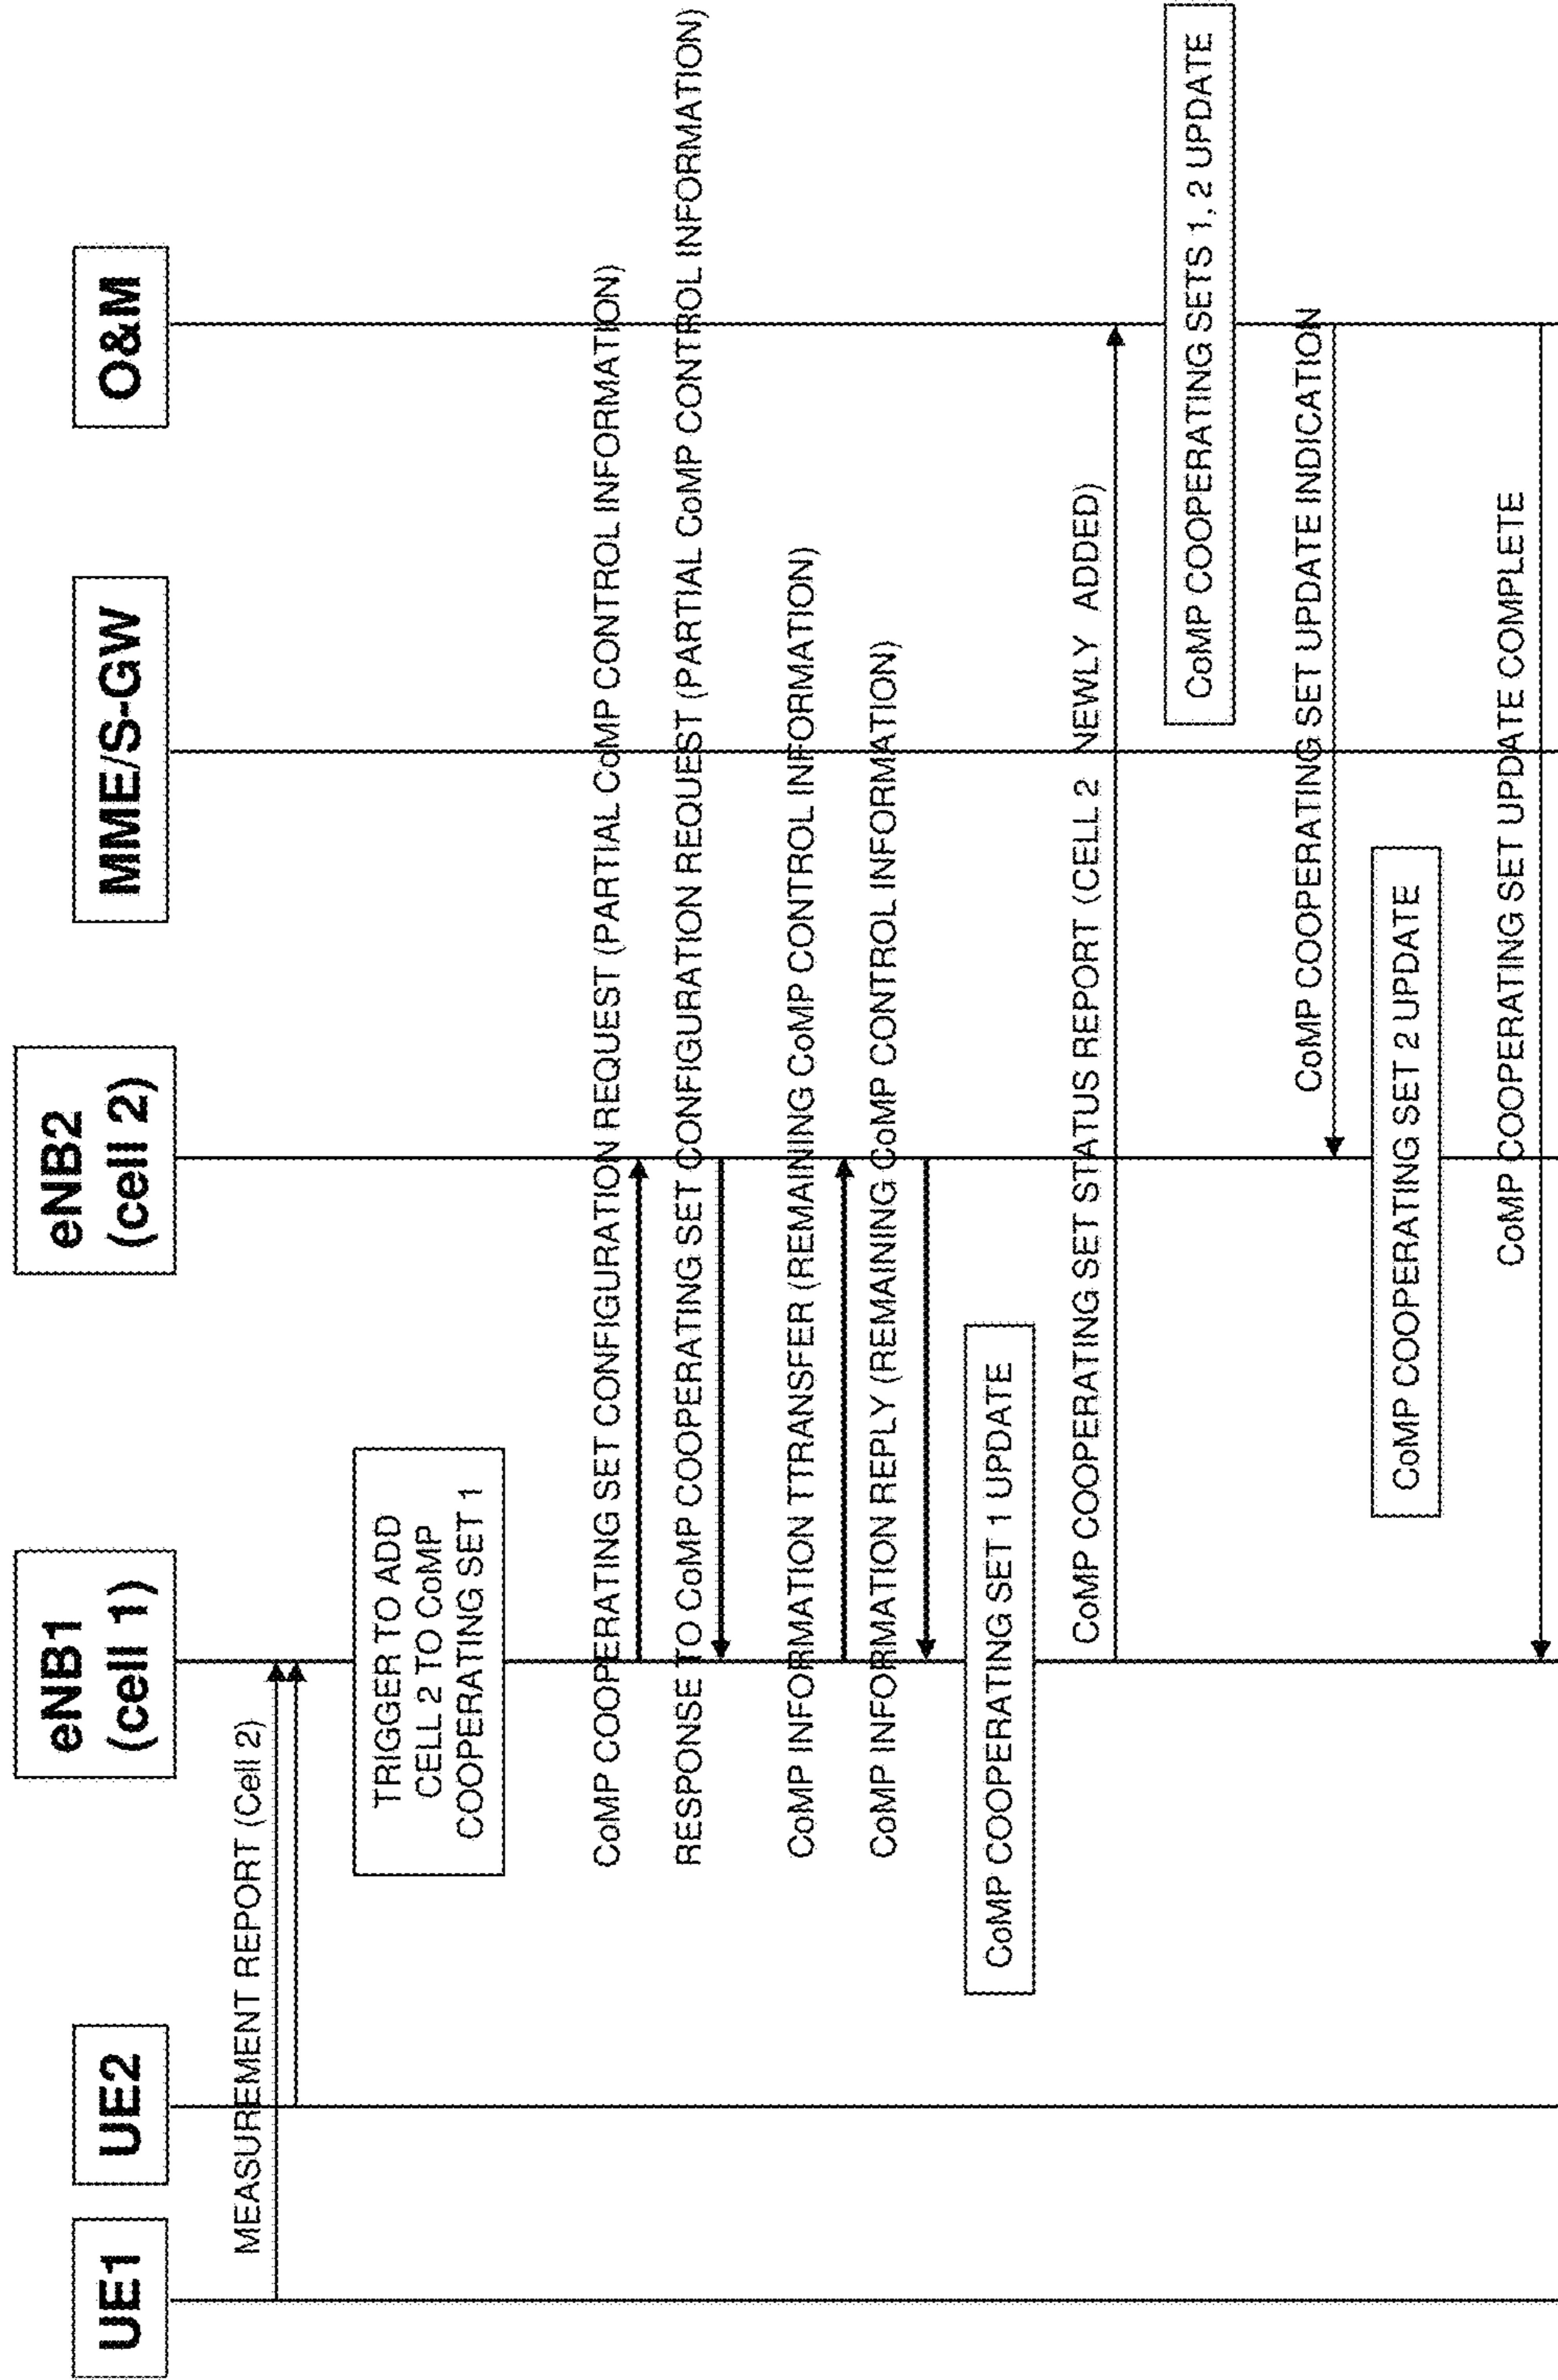 UE1
UE2
eNB1
(cell 1)
eNB2
(cell 2)
MME/S-GW
O&M
MEASUREMENT REPORT (Cell 2)
TRIGGER TO ADD
CELL 2 TO CoMP
COOPERATING SET 1
CoMP COOPERATING SET CONFIGURATION REQUEST (PARTIAL CoMP CONTROL INFORMATION)
RESPONSE TO CoMP COOPERATING SET CONFIGURATION REQUEST (PARTIAL CoMP CONTROL INFORMATION)
CoMP INFORMATION TTRANSFER (REMAINING CoMP CONTROL INFORMATION)
CoMP INFORMATION REPLY (REMAINING CoMP CONTROL INFORMATION)
CoMP COOPERATING SET 1 UPDATE
CoMP COOPERATING SET STATUS REPORT (CELL 2 NEWLY ADDED)
CoMP COOPERATING SETS 1, 2 UPDATE
CoMP COOPERATING SET UPDATE INDICATION
CoMP COOPERATING SET 2 UPDATE
CoMP COOPERATING SET UPDATE COMPLETE